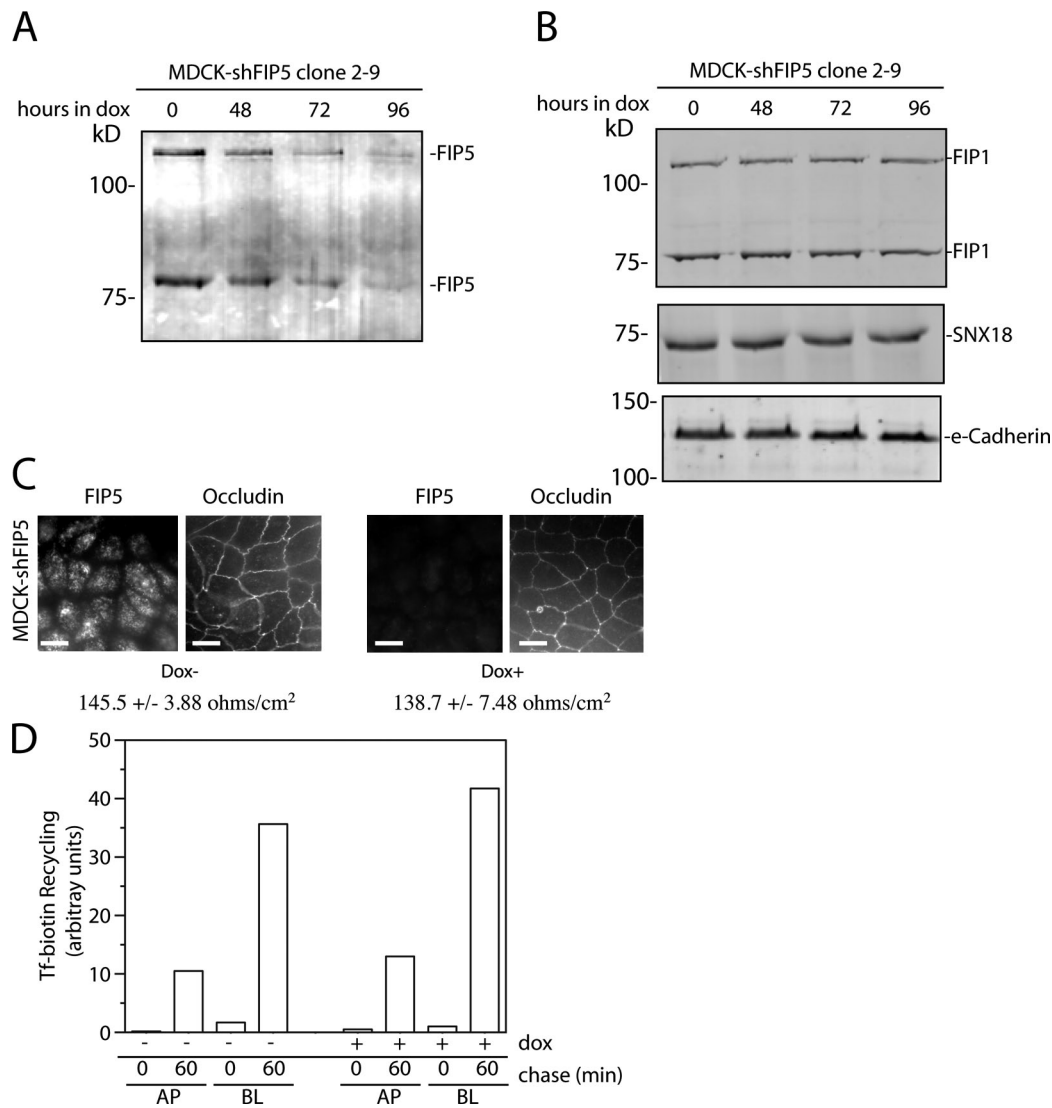 A
MDCK-shFIP5 clone 2-9
hours in dox 0 48 72 96
kD
100-
75-
-FIP5
-FIP5
B
MDCK-shFIP5 clone 2-9
hours in dox 0 48 72 96
kD
100-
75-
-FIP1
-FIP1
75-
-SNX18
150-
100-
-e-Cadherin
C
FIP5 Occludin FIP5 Occludin
MDCK-shFIP5
Dox- Dox+
145.5 +/- 3.88 ohms/cm² 138.7 +/- 7.48 ohms/cm²
D
Tf-biotin Recycling
(arbitray units)
50
40
30
20
10
0
- - - - + + + + dox
0 60 0 60 0 60 0 60 chase (min)
AP BL AP BL